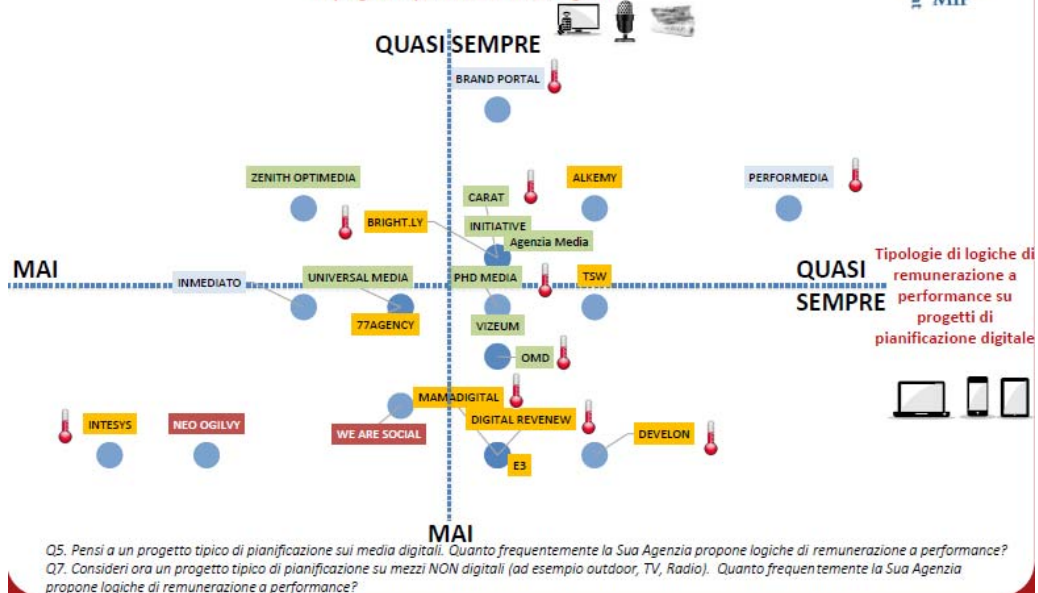 MIP
QUASI SEMPRE
BRAND PORTAL
ZENITH OPTIMEDIA
CARAT
ALKEMY
PERFORMEDIA
BRIGHT.LY
INITIATIVE
Agenzia Media
MAI
INMEDIATO
UNIVERSAL MEDIA
PHD MEDIA
TSW
QUASI
SEMPRE
Tipologie di logiche di
remunerazione a
performance su
progetti di
pianificazione digitale
77AGENCY
VIZEUM
OMD
MAMADIGITAL
INTESYS
NEO OGILVY
WE ARE SOCIAL
DIGITAL REVENEW
DEVELON
E3
MAI
Q5. Pensi a un progetto tipico di pianificazione sui media digitali. Quanto frequentemente la Sua Agenzia propone logiche di remunerazione a performance?
Q7. Consideri ora un progetto tipico di pianificazione su mezzi NON digitali (ad esempio outdoor, TV, Radio). Quanto frequentemente la Sua Agenzia
propone logiche di remunerazione a performance?